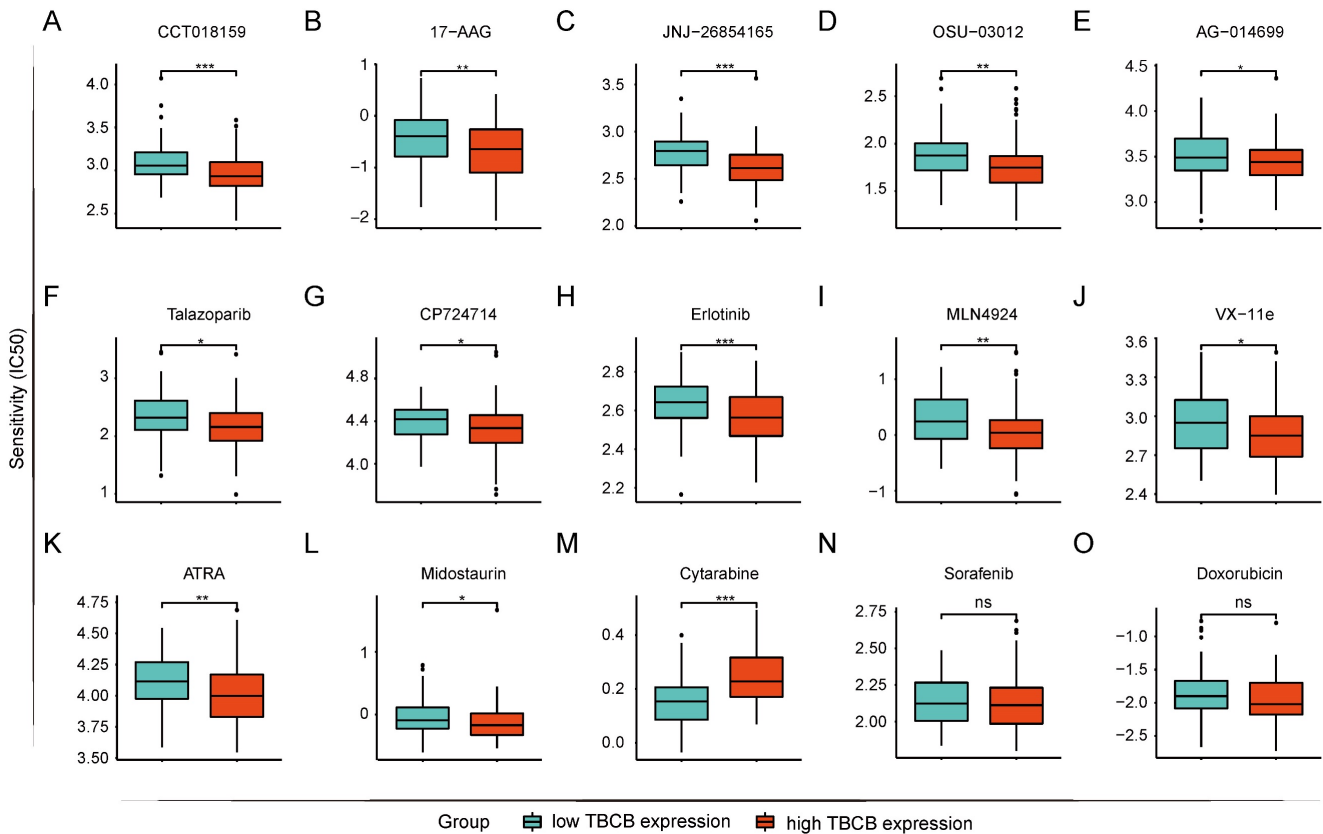 A
CCT018159
***
4.0
3.5
3.0
2.5
B
17−AAG
**
1
0
−1
−2
C
JNJ-26854165
***
3.5
3.0
2.5
2.0
D
OSU-03012
**
2.5
2.0
1.5
E
AG-014699
*
4.5
4.0
3.5
3.0
Sensitivity (IC50)
F
Talazoparib
*
3
2
1
G
CP724714
*
4.8
4.4
4.0
H
Erlotinib
***
2.8
2.6
2.4
2.2
I
MLN4924
**
1
0
−1
J
VX−11e
*
3.6
3.3
3.0
2.7
2.4
K
ATRA
**
4.75
4.50
4.25
4.00
3.75
3.50
L
Midostaurin
*
1
0
M
Cytarabine
***
0.4
0.2
0.0
N
Sorafenib
ns
2.75
2.50
2.25
2.00
O
Doxorubicin
ns
−1.0
−1.5
−2.0
−2.5
Group low TBCB expression high TBCB expression